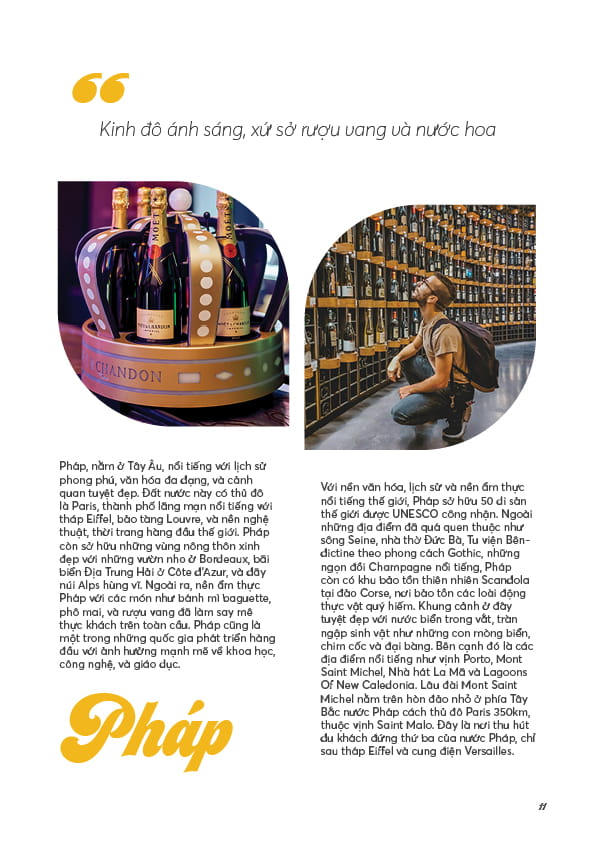 Kinh đô ánh sáng, xứ sở rượu vang và nước hoa
MOËT
MOËT & CHANDON
CHANDON
Pháp, nằm ở Tây Âu, nổi tiếng với lịch sử
phong phú, văn hóa đa dạng, và cảnh
quan tuyệt đẹp. Đất nước này có thủ đô
là Paris, thành phố lãng mạn nổi tiếng với
tháp Eiffel, bảo tàng Louvre, và nền nghệ
thuật, thời trang hàng đầu thế giới. Pháp
còn sở hữu những vùng nông thôn xinh
đẹp với những vườn nho ở Bordeaux, bãi
biển Địa Trung Hải ở Côte d'Azur, và dãy
núi Alps hùng vĩ. Ngoài ra, nền ẩm thực
Pháp với các món như bánh mì baguette,
phô mai, và rượu vang đã làm say mê
thực khách trên toàn cầu. Pháp cũng là
một trong những quốc gia phát triển hàng
đầu với ảnh hưởng mạnh mẽ về khoa học,
công nghệ, và giáo dục.
Pháp
Với nền văn hóa, lịch sử và nền ẩm thực
nổi tiếng thế giới, Pháp sở hữu 50 di sản
thế giới được UNESCO công nhận. Ngoài
những địa điểm đã quá quen thuộc như
sông Seine, nhà thờ Đức Bà, Tu viện Bên-
đictine theo phong cách Gothic, những
ngọn đồi Champagne nổi tiếng, Pháp
còn có khu bảo tồn thiên nhiên Scandola
tại đảo Corse, nơi bảo tồn các loài động
thực vật quý hiếm. Khung cảnh ở đây
tuyệt đẹp với nước biển trong vắt, tràn
ngập sinh vật như những con mòng biển,
chim cốc và đại bàng. Bên cạnh đó là các
địa điểm nổi tiếng như vịnh Porto, Mont
Saint Michel, Nhà hát La Mã và Lagoons
Of New Caledonia. Lâu đài Mont Saint
Michel nằm trên hòn đảo nhỏ ở phía Tây
Bắc nước Pháp cách thủ đô Paris 350km,
thuộc vịnh Saint Malo. Đây là nơi thu hút
du khách đứng thứ ba của nước Pháp, chỉ
sau tháp Eiffel và cung điện Versailles.
11